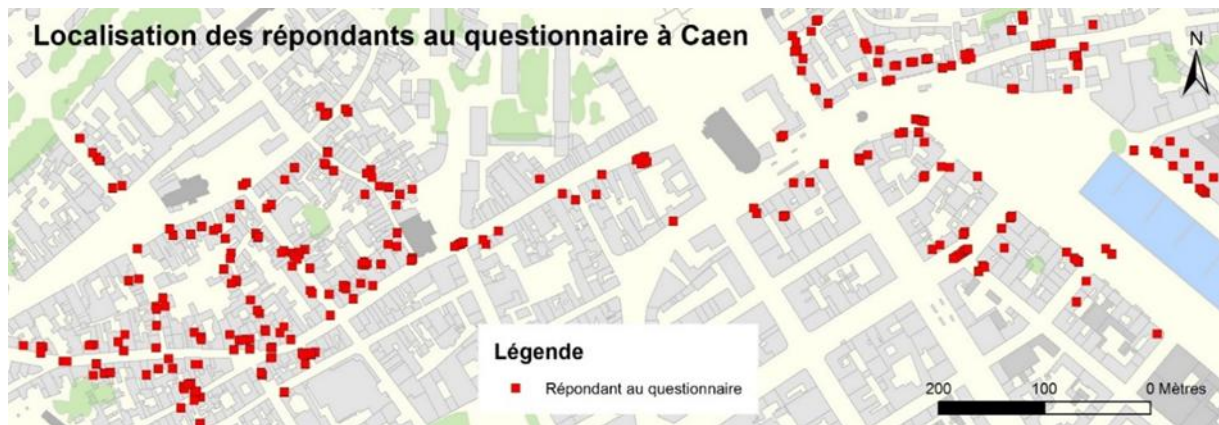 Localisation des répondants au questionnaire à Caen
N
Légende
Répondant au questionnaire
200 100 0 Mètres